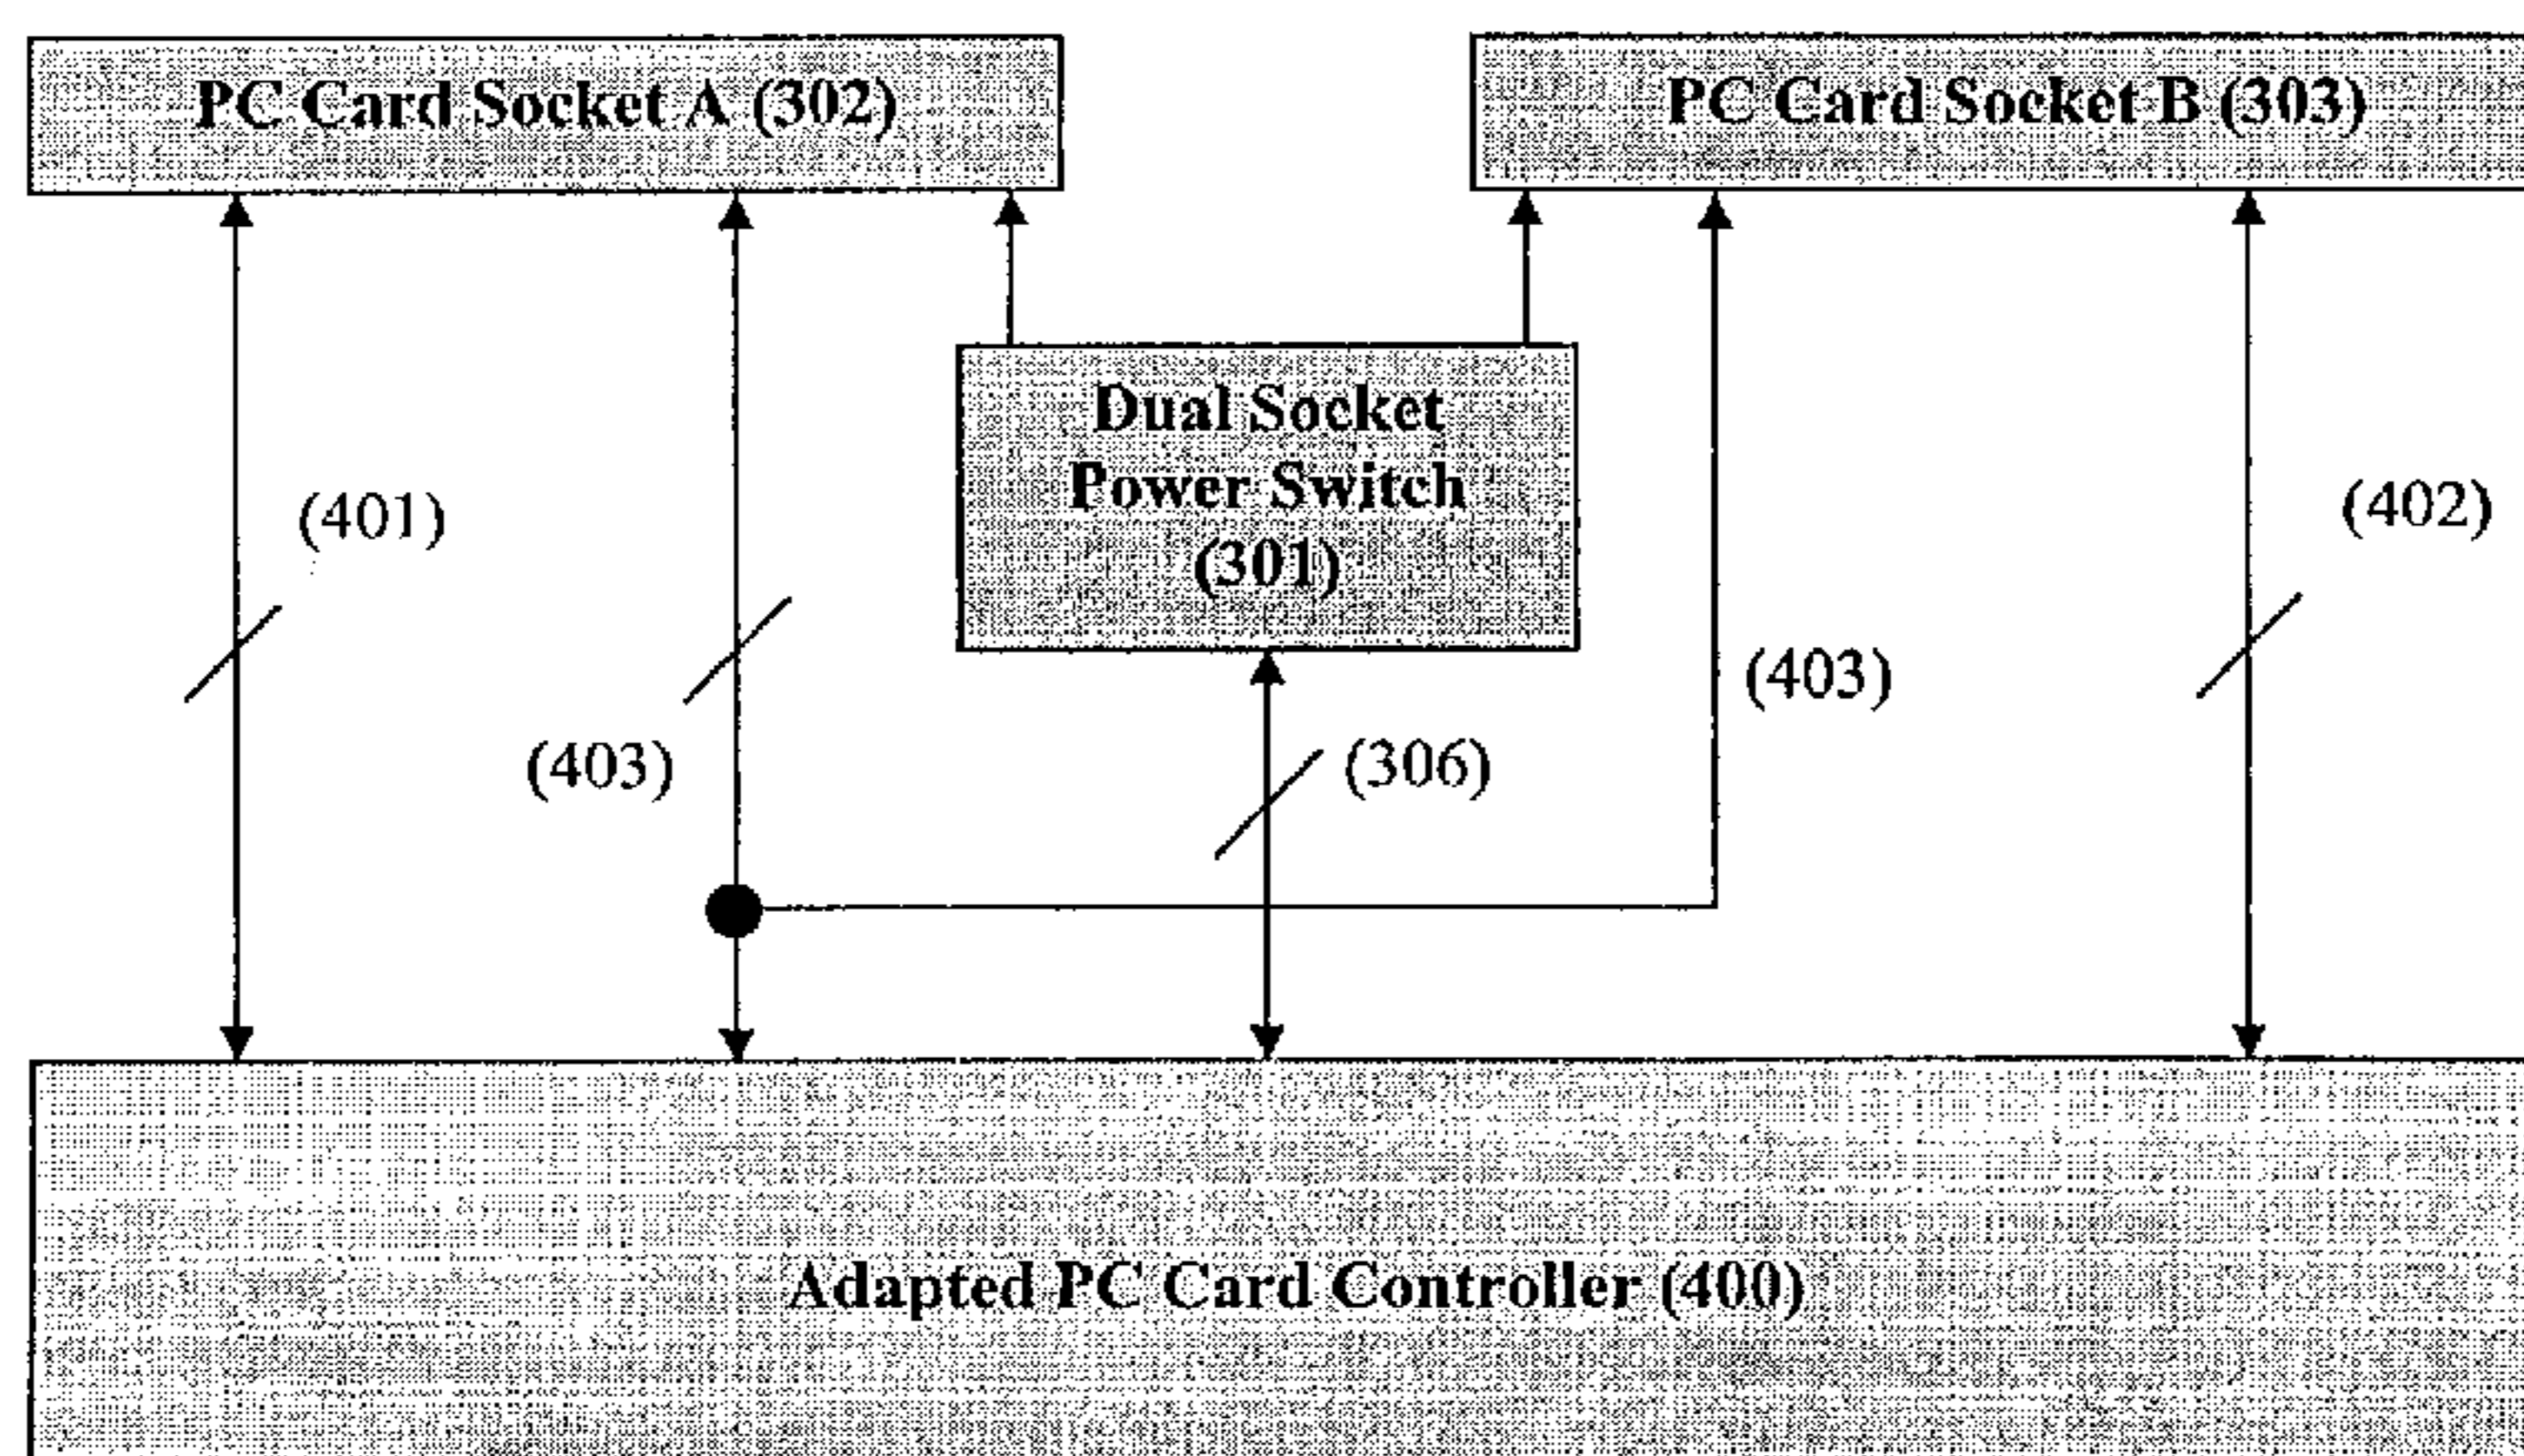 PC Card Socket A (302)
PC Card Socket B (303)
Dual Socket
Power Switch
(301)
(401)
(402)
(403)
(403)
(306)
Adapted PC Card Controller (400)